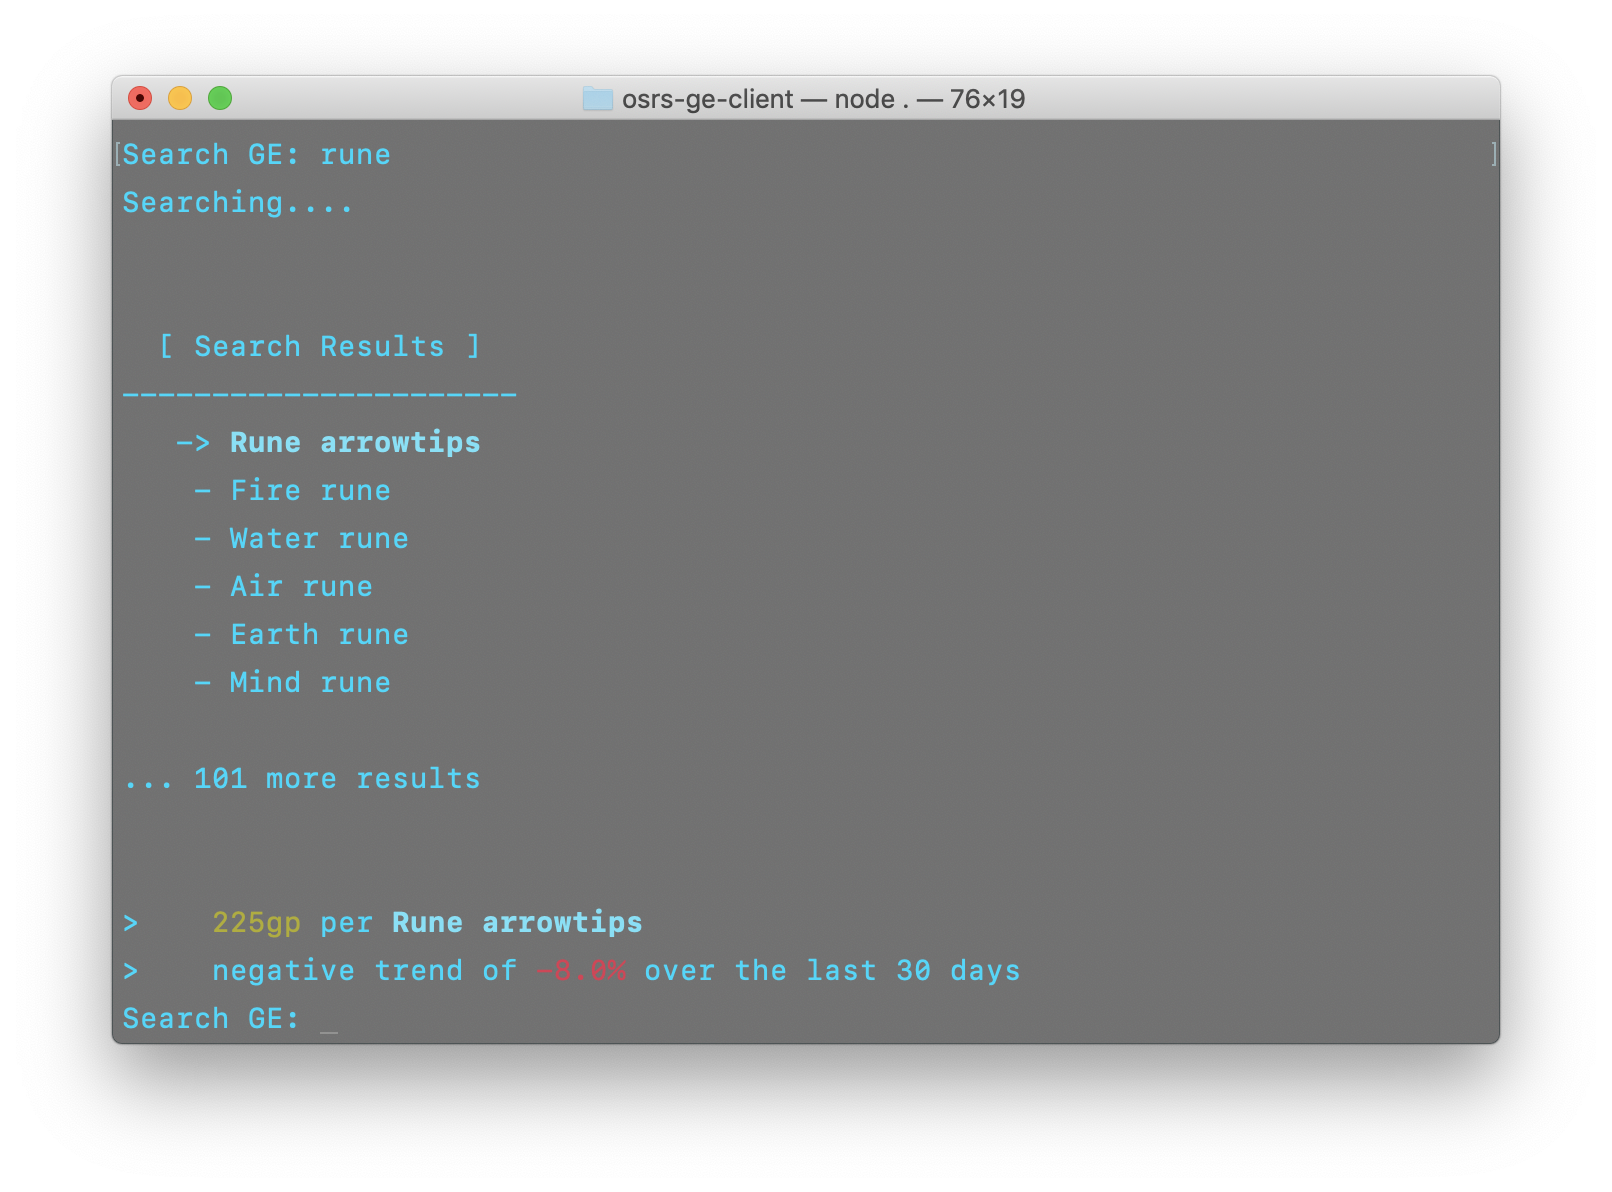 osrs-ge-client — node . — 76×19
[Search GE: rune ]
Searching....
[ Search Results ]
----------------------
-> Rune arrowtips
- Fire rune
- Water rune
- Air rune
- Earth rune
- Mind rune
... 101 more results
> 225gp per Rune arrowtips
> negative trend of -8.0% over the last 30 days
Search GE: _